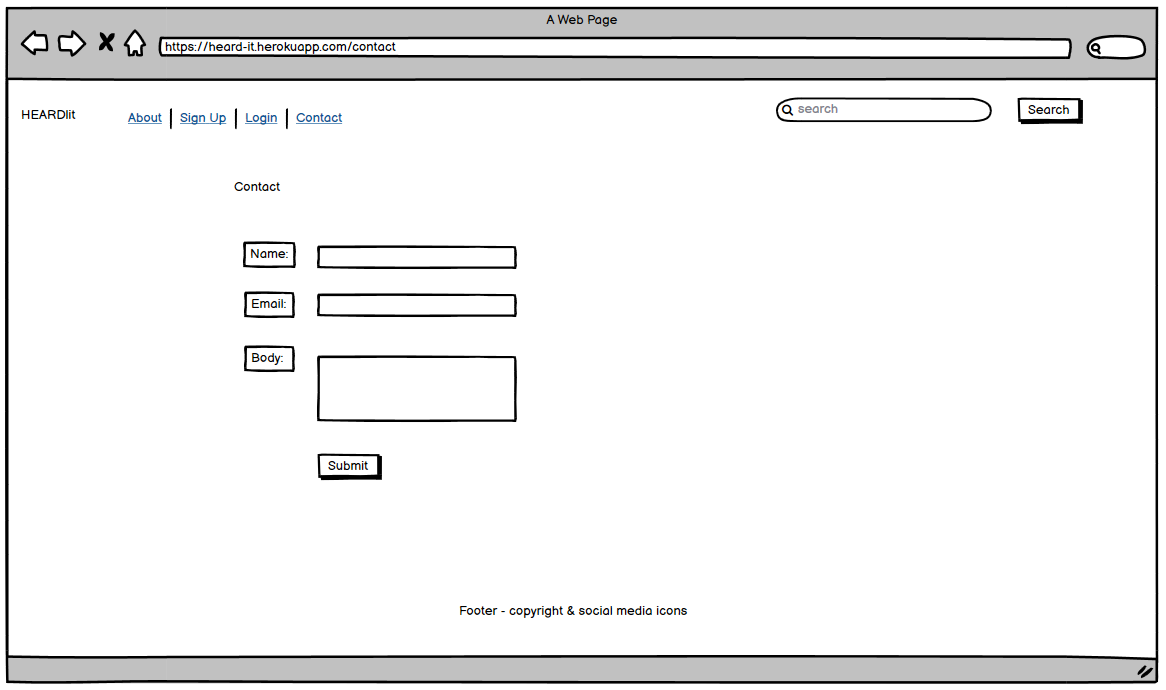 A Web Page
https://heard-it.herokuapp.com/contact
HEARDIit
About | Sign Up | Login | Contact
search
Search
Contact
Name:
Email:
Body:
Submit
Footer - copyright & social media icons